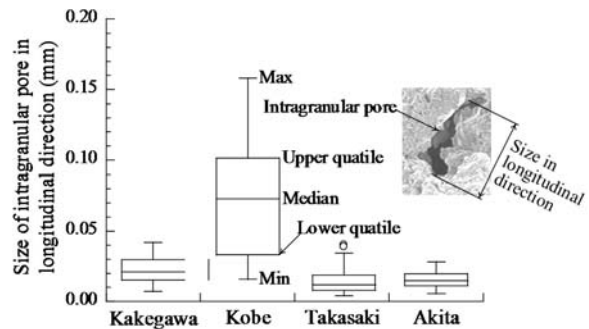 Size of intragranular pore in
longitudinal direction (mm)
0.20
0.15
0.10
0.05
0.00
Max
Upper quatile
Median
Lower quatile
Min
Intragranular pore
Size in
longitudinal
direction
Kakegawa Kobe Takasaki Akita